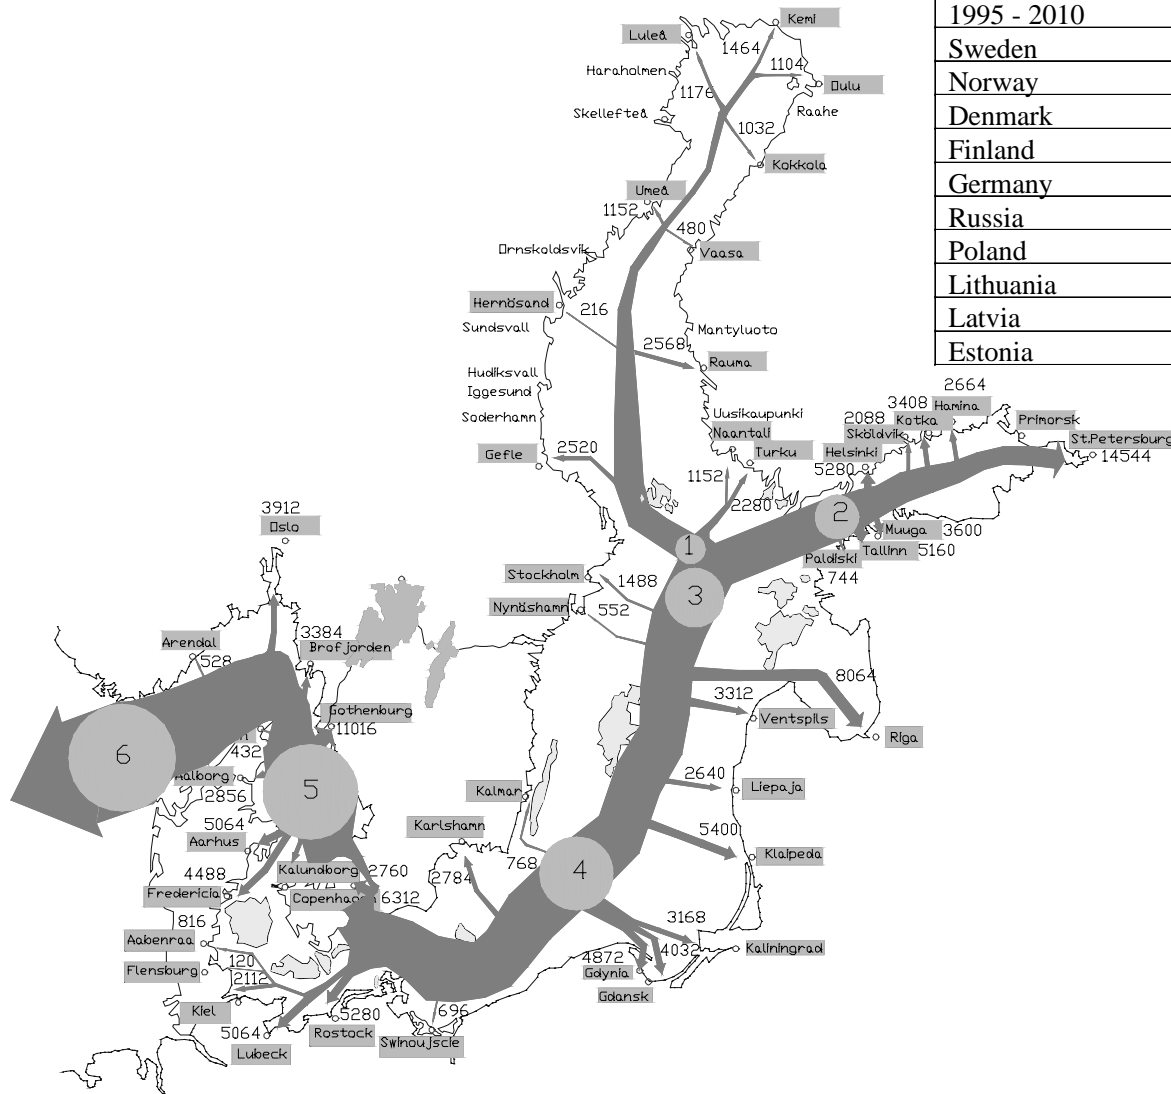 Kemi
1995 - 2010
Luleå
1464
Sweden
Haraholmen
1104
Norway
1176
Oulu
Skellefteå
Raahe
Denmark
1032
Finland
Kokkola
Germany
Umeå
1152
Russia
480
Örnskoldsvik
Vaasa
Poland
Hernösand
216
Lithuania
Sundsvall
Mantyluoto
Latvia
2568
Estonia
Rauma
Hudiksvall
Iggesund
2664
3408
Hamina
Soderhamn
Uusikaupunki
2088
Kotka
Primorsk
Naantali
Sköldvik
St.Petersburg
Gefle
2520
Turku
Helsinki
14544
5280
1152
2280
3912
Oslo
2
Muuga
3600
1
Tallinn
5160
Paldiski
744
Stockholm
1488
3
Nynäshamn
552
3384
Arendal
Brofjorden
528
8064
3312
Gothenburg
Ventspils
11016
Riga
6
432
Aalborg
2640
5
Kalmar
Liepaja
2856
5064
Karlshamn
5400
Aarhus
Klaipeda
768
Kalundborg
2760
2784
4
4488
Fredericia
Copenhagen
6312
816
3168
Aabenraa
4032
Kaliningrad
120
4872
Flensburg
Gdynia
2112
Gdansk
Kiel
696
5280
5064
Rostock
Swinoujscie
Lubeck